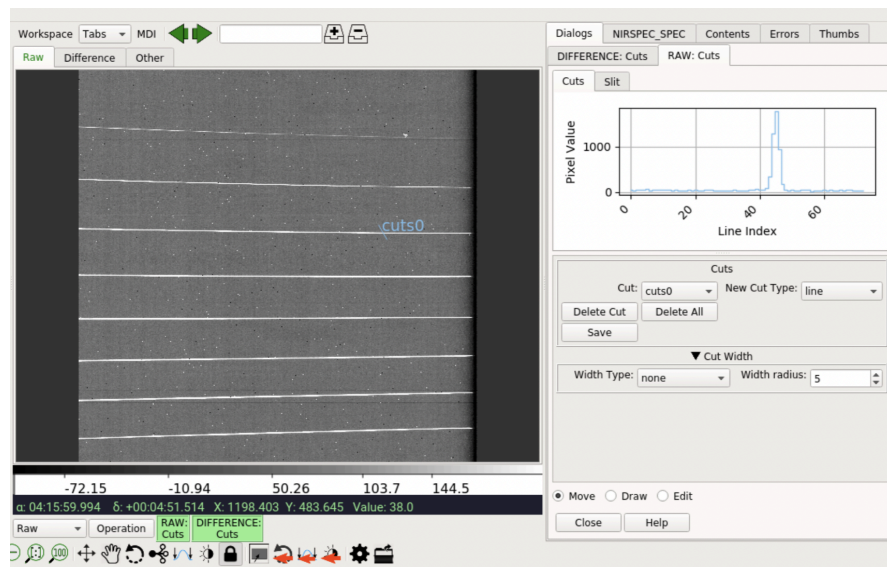 Workspace Tabs MDI
Raw Difference Other
cuts0
-72.15 -10.94 50.26 103.7 144.5
α: 04:15:59.994 δ: +00:04:51.514 X: 1198.403 Y: 483.645 Value: 38.0
Raw Operation RAW: Cuts DIFFERENCE: Cuts
1:1 100
Dialogs NIRSPEC_SPEC Contents Errors Thumbs
DIFFERENCE: Cuts RAW: Cuts
Cuts Slit
Pixel Value
1000
0
0 20 40 60
Line Index
Cuts
Cut: cuts0 New Cut Type: line
Delete Cut Delete All
Save
▼ Cut Width
Width Type: none Width radius: 5
Move Draw Edit
Close Help